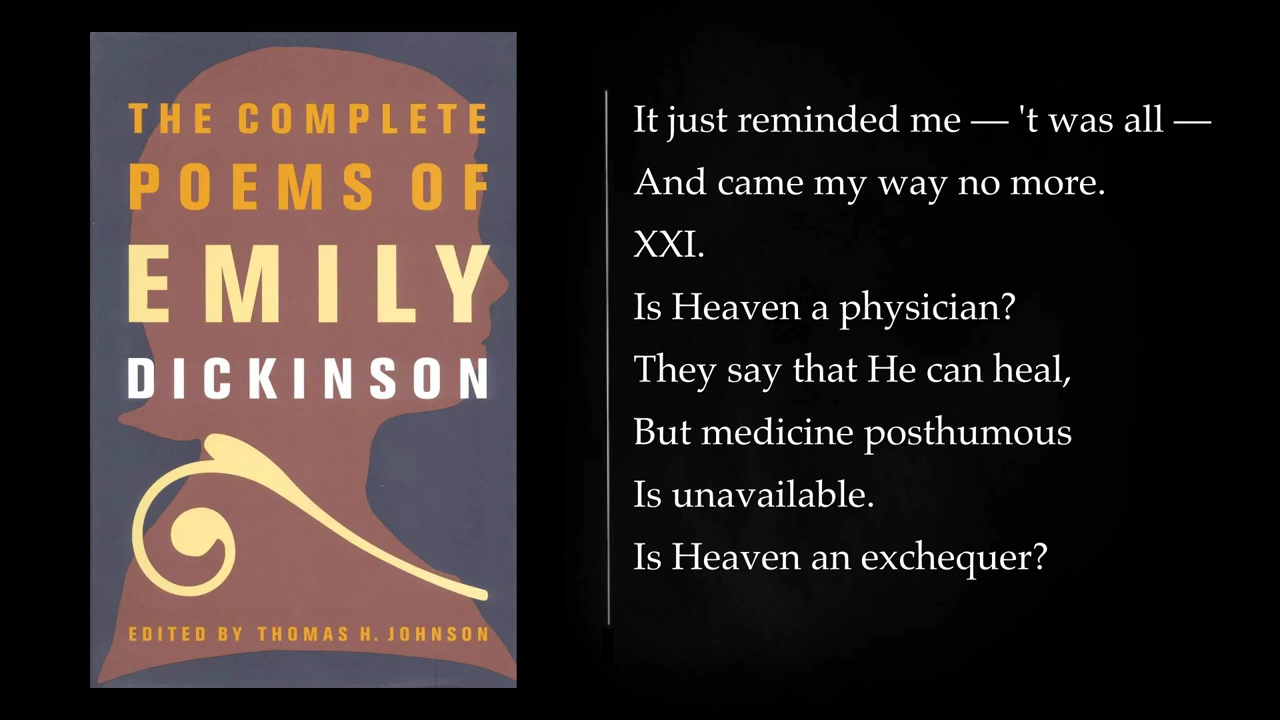 THE COMPLETE
POEMS OF
EMILY
DICKINSON
EDITED BY THOMAS H. JOHNSON
It just reminded me — 't was all —
And came my way no more.
XXI.
Is Heaven a physician?
They say that He can heal,
But medicine posthumous
Is unavailable.
Is Heaven an exchequer?